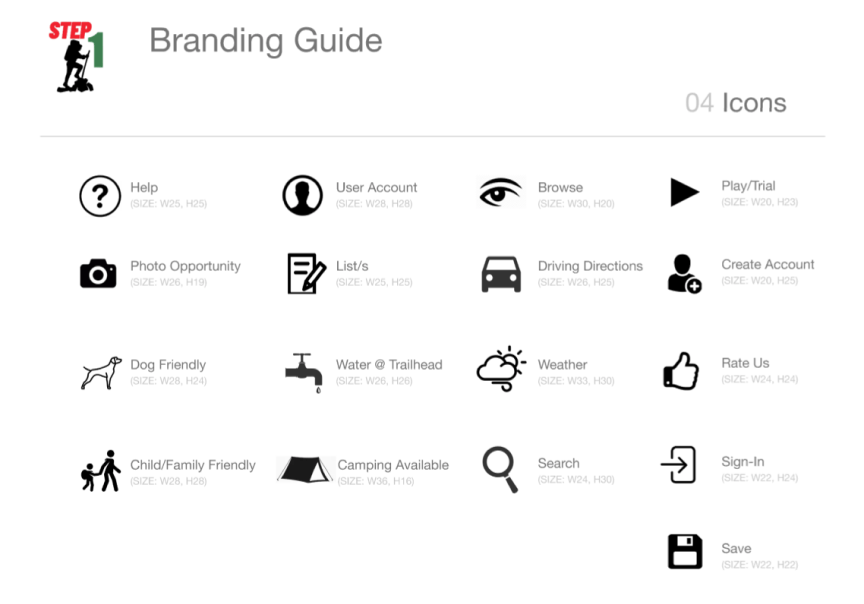 STEP
1
Branding Guide
04 Icons
?
Help
(SIZE: W25, H25)
User Account
(SIZE: W28, H28)
Browse
(SIZE: W30, H20)
Play/Trial
(SIZE: W20, H23)
Photo Opportunity
(SIZE: W26, H19)
List/s
(SIZE: W25, H25)
Driving Directions
(SIZE: W26, H25)
Create Account
(SIZE: W20, H25)
Dog Friendly
(SIZE: W28, H24)
Water @ Trailhead
(SIZE: W26, H26)
Weather
(SIZE: W33, H30)
Rate Us
(SIZE: W24, H24)
Child/Family Friendly
(SIZE: W28, H28)
Camping Available
(SIZE: W36, H16)
Search
(SIZE: W24, H30)
Sign-In
(SIZE: W22, H24)
Save
(SIZE: W22, H22)